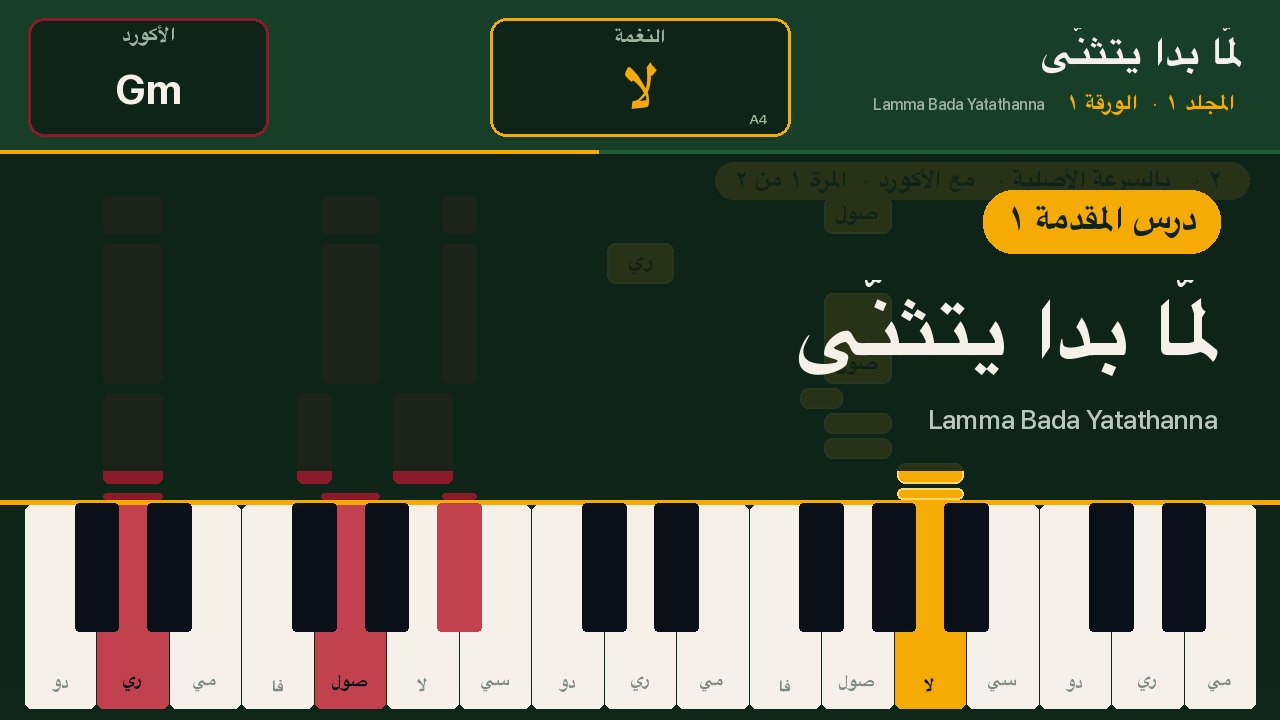 لمّا بدا يتثنّى
المجلد ١ · الورقة ١ Lamma Bada Yatathanna
النغمة
لا
A4
الأكورد
Gm
٢ · بالسرعة الأصلية · مع الأكورد · المرة ١ من ٢
صول
درس المقدمة ١
ري
لمّا بدا يتثنّى
صول
Lamma Bada Yatathanna
دو ري مي فا صول لا سي دو ري مي فا صول لا سي دو ري مي